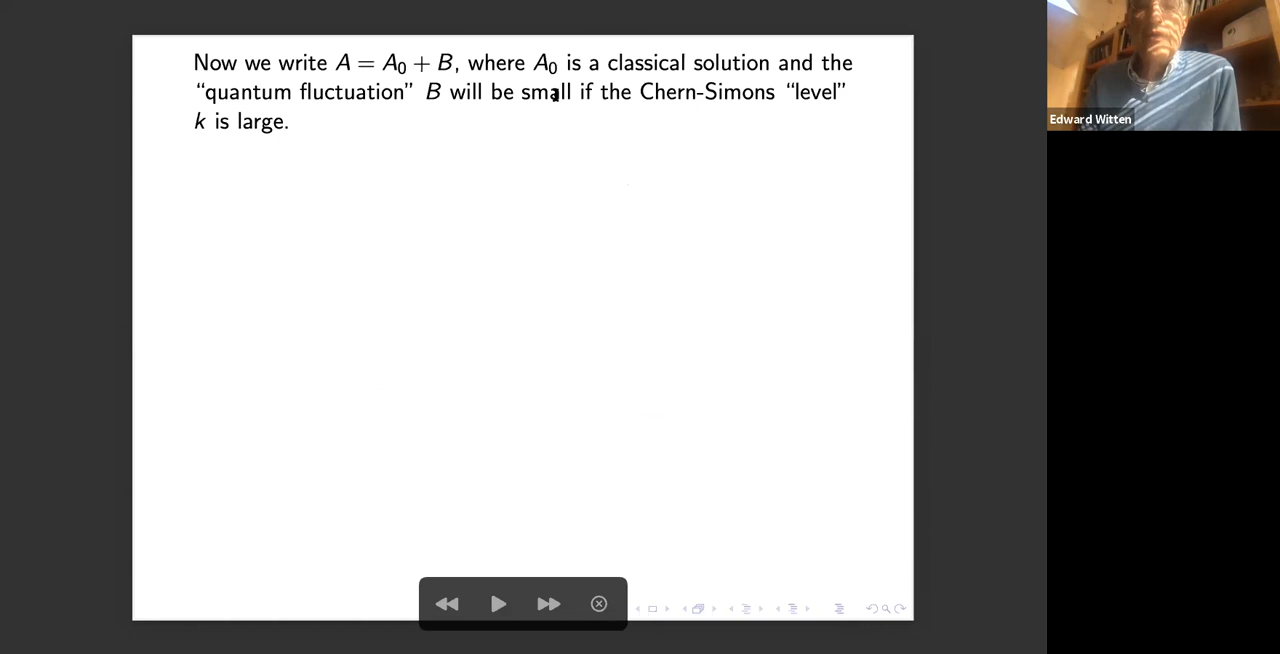 Now we write A = A₀ + B, where A₀ is a classical solution and the
“quantum fluctuation” B will be small if the Chern-Simons “level”
k is large.
Edward Witten